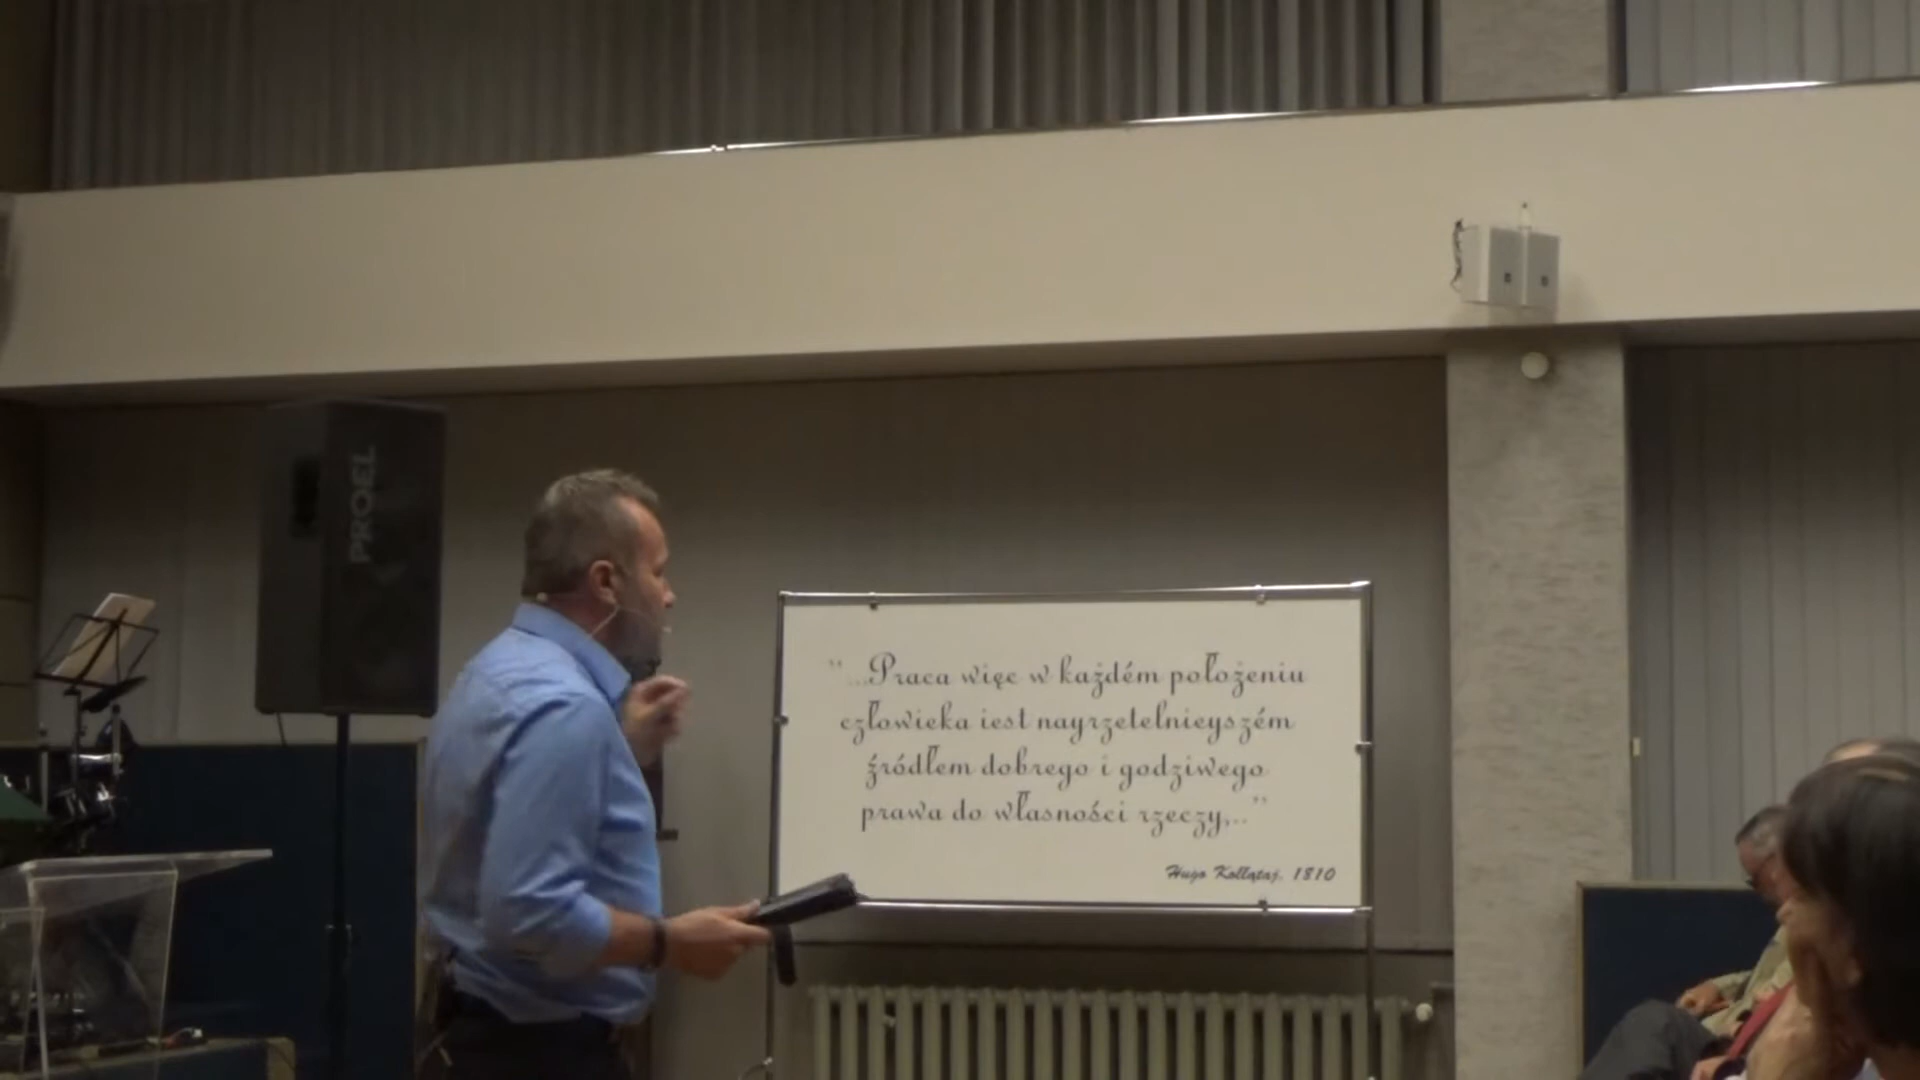 PROEL
"...Praca więc w każdém położeniu
człowieka iest nayrzetelnieyszém
źródłem dobrego i godziwego
prawa do własności rzeczy,.."
Hugo Kołłątaj, 1810